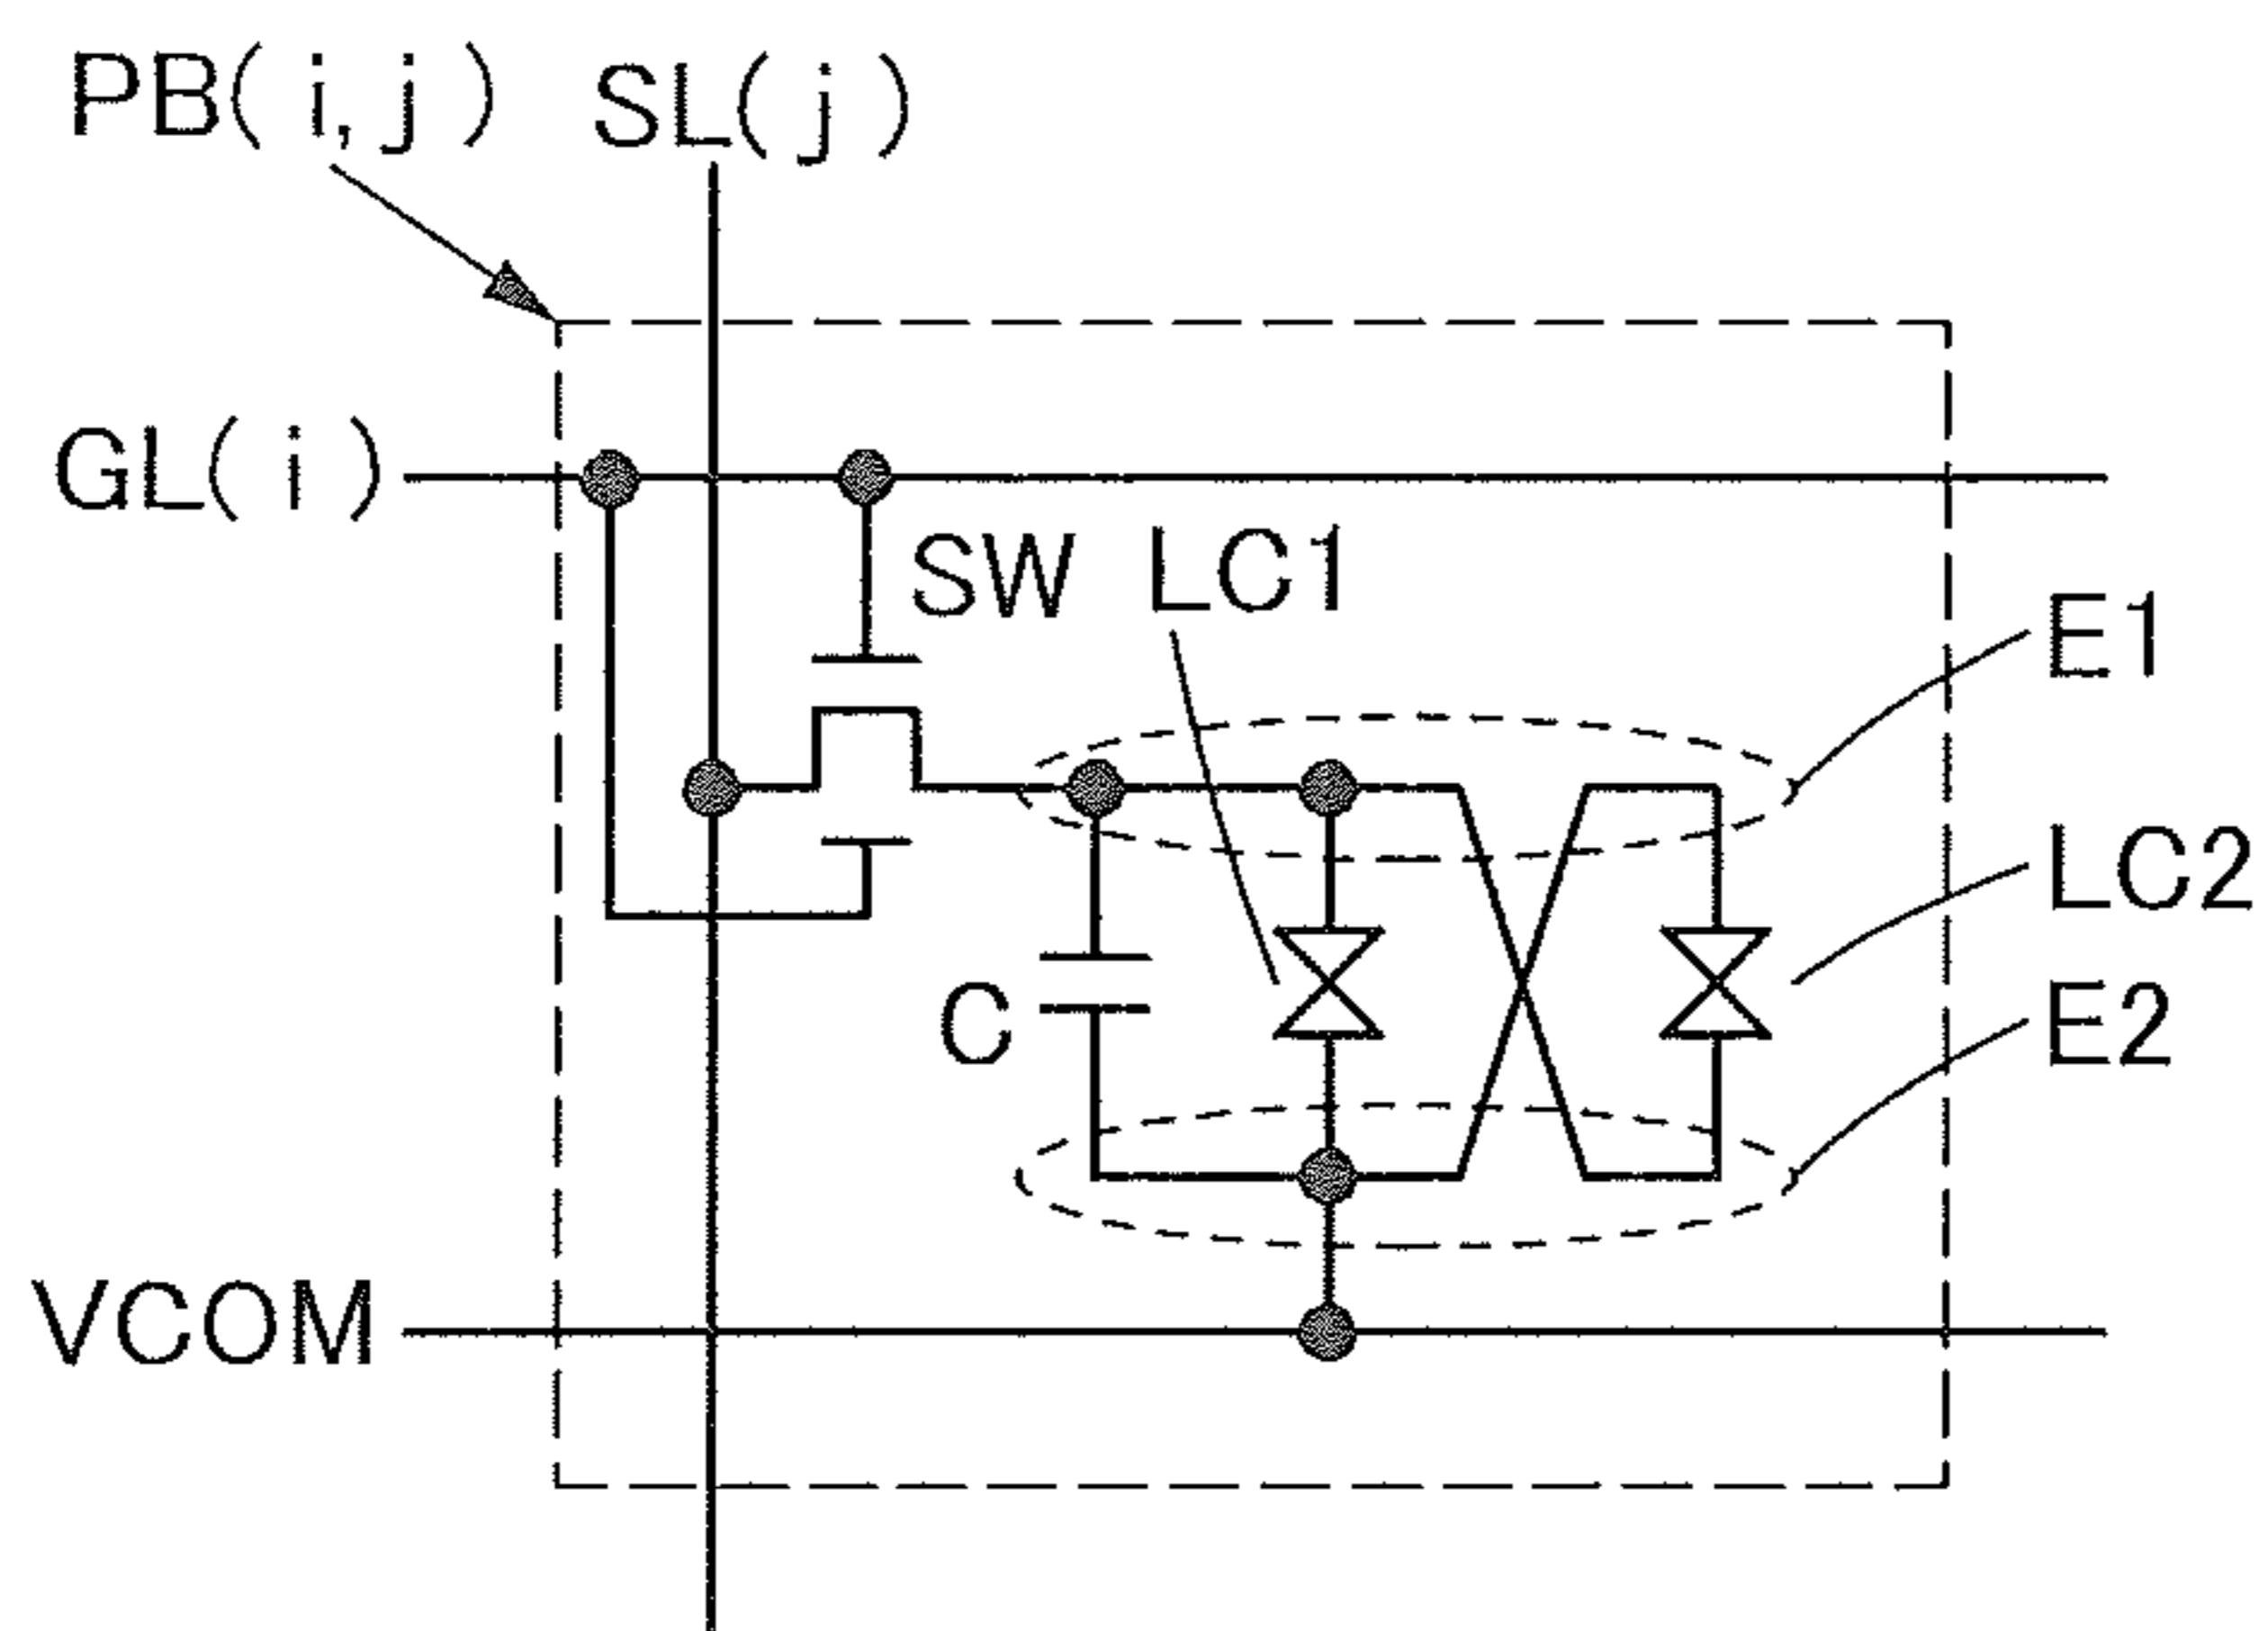 PB(i,j) SL(j)
GL(i)
SW LC1
E1
LC2
C
E2
VCOM